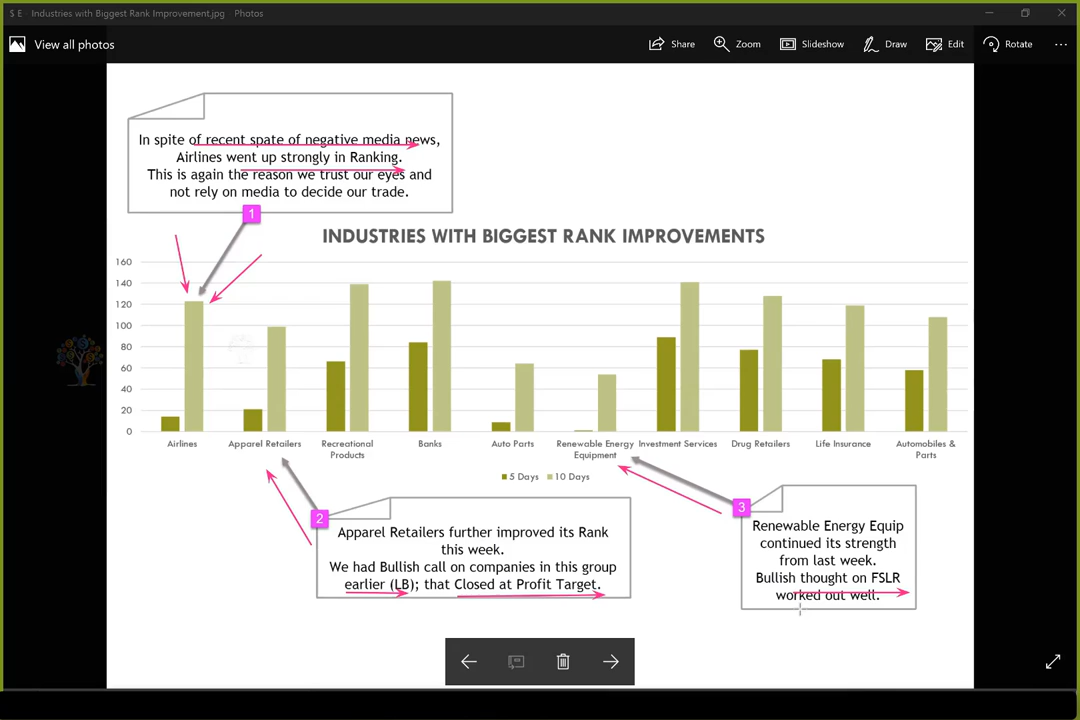 $ E Industries with Biggest Rank Improvement.jpg Photos
View all photos
Share
Zoom
Slideshow
Draw
Edit
Rotate
In spite of recent spate of negative media news,
Airlines went up strongly in Ranking.
This is again the reason we trust our eyes and
not rely on media to decide our trade.
1
INDUSTRIES WITH BIGGEST RANK IMPROVEMENTS
160
140
120
100
80
60
40
20
0
Airlines
Apparel Retailers
Recreational
Products
Banks
Auto Parts
Renewable Energy
Equipment
Investment Services
Drug Retailers
Life Insurance
Automobiles &
Parts
5 Days 10 Days
2
Apparel Retailers further improved its Rank
this week.
We had Bullish call on companies in this group
earlier (LB); that Closed at Profit Target.
3
Renewable Energy Equip
continued its strength
from last week.
Bullish thought on FSLR
worked out well.